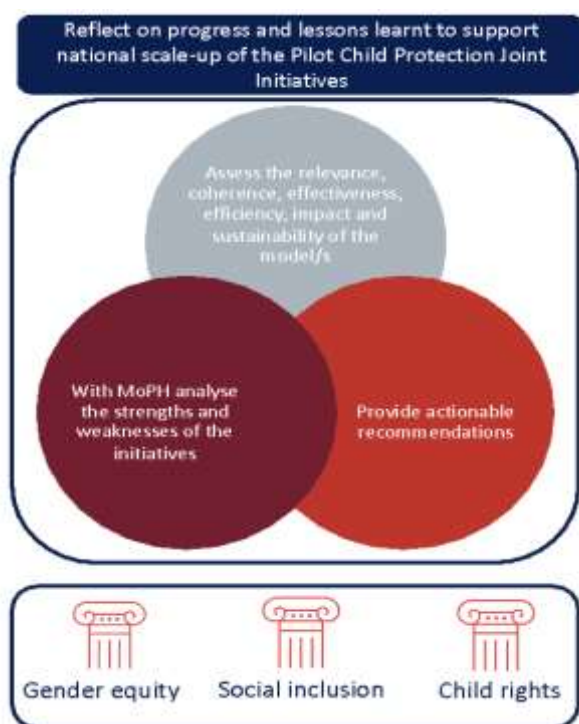 Reflect on progress and lessons learnt to support
national scale-up of the Pilot Child Protection Joint
Initiatives
Assess the relevance,
coherence, effectiveness,
efficiency, impact and
sustainability of the
model/s
With MoPH analyse
the strengths and
weaknesses of the
initiatives
Provide actionable
recommendations
Gender equity
Social inclusion
Child rights